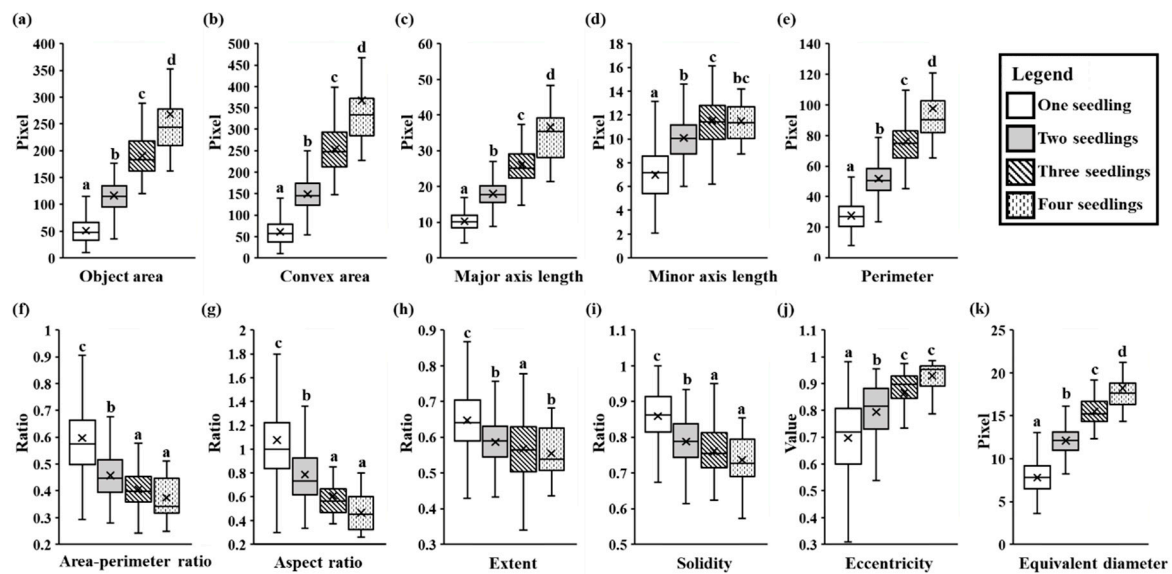 (a) (b) (c) (d) (e)
400 500 60 18 140
350 450 50 16 120
300 400 40 14 100
250 350 30 12 80
200 300 20 10 60
150 250 10 8 40
100 200 0 6 20
50 150 4 0
0 100 2
50 0
0
Pixel Pixel Pixel Pixel Pixel
a b c d
a b c d
a b c d
a b c bc
a b c d
Object area Convex area Major axis length Minor axis length Perimeter
Legend
One seedling
Two seedlings
Three seedlings
Four seedlings
(f) (g) (h) (i) (j) (k)
1 2 0.9 1.1 1.1 25
0.9 1.8 0.8 1 1 20
0.8 1.6 0.7 0.9 0.9 15
0.7 1.4 0.6 0.8 0.8 10
0.6 1.2 0.5 0.7 0.7 5
0.5 1 0.4 0.6 0.6 0
0.4 0.8 0.3 0.5 0.5
0.3 0.6 0.4
0.2 0.4 0.3
0.2
Ratio Ratio Ratio Ratio Value Pixel
c b a a
c b a a
c b a b
c b a a
a b c c
a b c d
Area-perimeter ratio Aspect ratio Extent Solidity Eccentricity Equivalent diameter